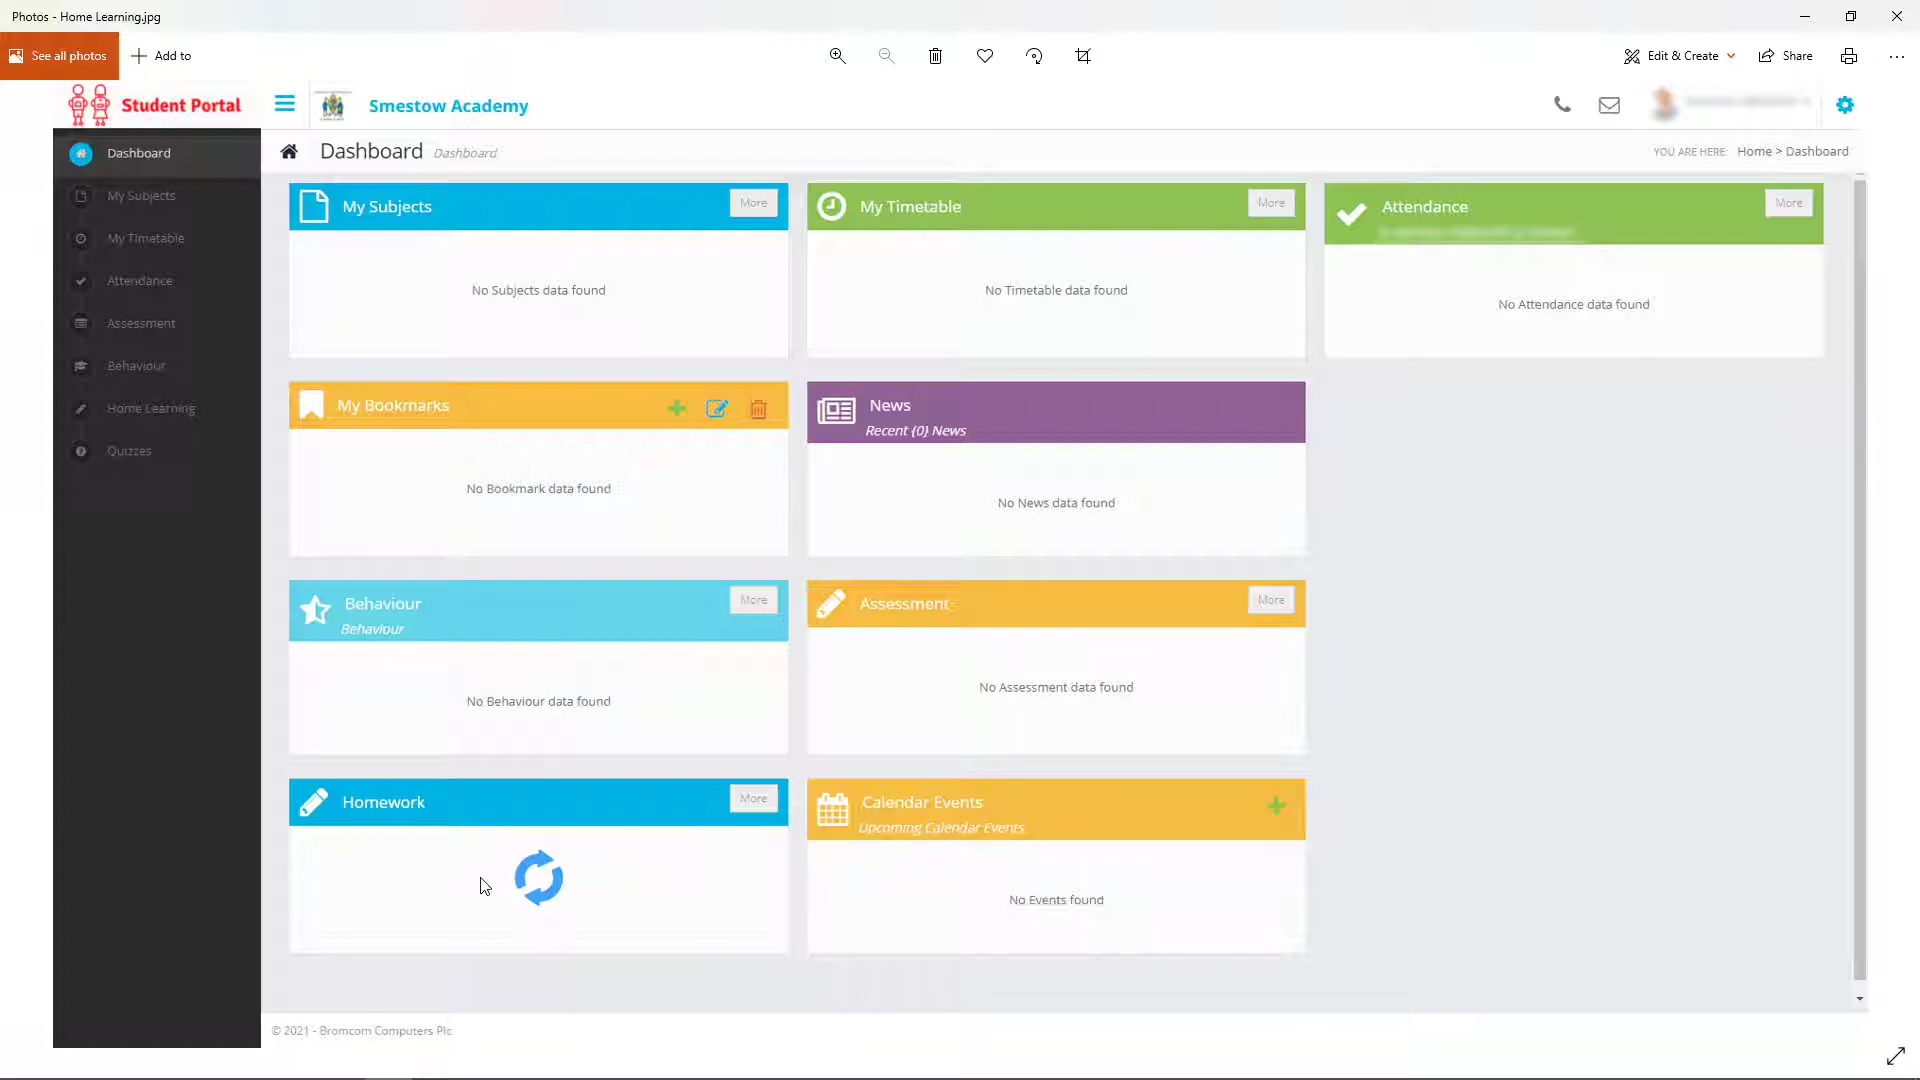 Photos - Home Learning.jpg
See all photos
Add to
Edit & Create
Share
Student Portal
Smestow Academy
Dashboard
My Subjects
My Timetable
Attendance
Assessment
Behaviour
Home Learning
Quizzes
Dashboard Dashboard
YOU ARE HERE: Home > Dashboard
My Subjects More
No Subjects data found
My Timetable More
No Timetable data found
Attendance More
No Attendance data found
My Bookmarks
No Bookmark data found
News
Recent {0} News
No News data found
Behaviour More
Behaviour
No Behaviour data found
Assessment More
No Assessment data found
Homework More
Calendar Events
Upcoming Calendar Events
No Events found
© 2021 - Bromcom Computers Plc